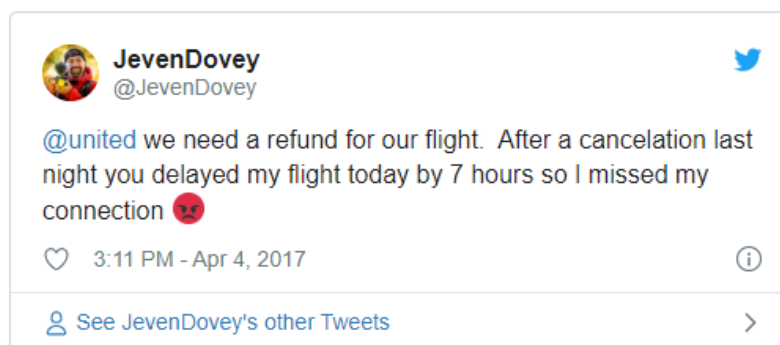 JevenDovey
@JevenDovey
@united we need a refund for our flight.  After a cancelation last
night you delayed my flight today by 7 hours so I missed my
connection 😡
3:11 PM - Apr 4, 2017
See JevenDovey's other Tweets